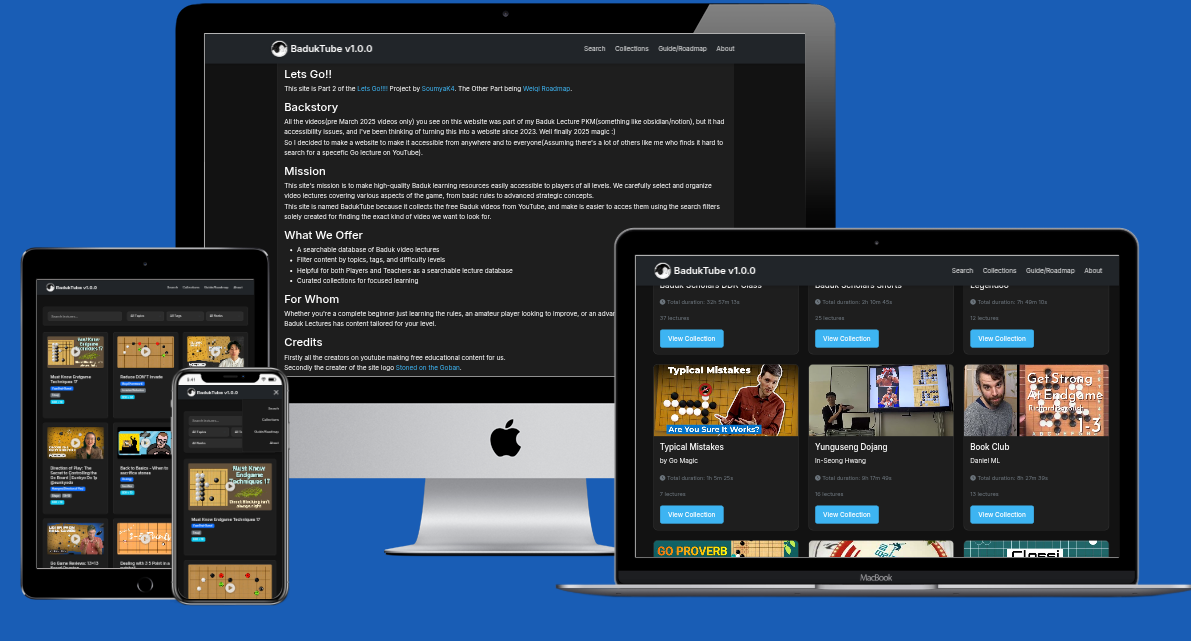 BadukTube v1.0.0
Search Collections Guide/Roadmap About
Lets Go!!
This site is Part 2 of the Lets Go!!!! Project by SoumyaK4. The Other Part being Weiqi Roadmap.
Backstory
All the videos(pre March 2025 videos only) you see on this website was part of my Baduk Lecture PKM(something like obsidian/notion), but it had
accessibility issues, and I've been thinking of turning this into a website since 2023. Well finally 2025 magic :)
So I decided to make a website to make it accessible from anywhere and to everyone(Assuming there's a lot of others like me who finds it hard to
search for a specefic Go lecture on YouTube).
Mission
This site's mission is to make high-quality Baduk learning resources easily accessible to players of all levels. We carefully select and organize
video lectures covering various aspects of the game, from basic rules to advanced strategic concepts.
This site is named BadukTube because it collects the free Baduk videos from YouTube, and make is easier to acces them using the search filters
solely created for finding the exact kind of video we want to look for.
What We Offer
• A searchable database of Baduk video lectures
• Filter content by topics, tags, and difficulty levels
• Helpful for both Players and Teachers as a searchable lecture database
• Curated collections for focused learning
For Whom
Whether you're a complete beginner just learning the rules, an amateur player looking to improve, or an advan
Baduk Lectures has content tailored for your level.
Credits
Firstly all the creators on youtube making free educational content for us.
Secondly the creater of the site logo Stoned on the Goban.
BadukTube v1.0.0
Search Collections Guide/Roadmap About
Baduk Scholars DDK Class
Baduk Scholars Shorts
Legendoo
Total duration: 32h 57m 13s
Total duration: 2h 10m 45s
Total duration: 7h 49m 10s
37 lectures
25 lectures
12 lectures
View Collection
View Collection
View Collection
Typical Mistakes
Are You Sure It Works?
Get Strong
At Endgame
1-3
Typical Mistakes
Yunguseng Dojang
Book Club
by Go Magic
In-Seong Hwang
Daniel ML
Total duration: 1h 5m 25s
Total duration: 9h 17m 49s
Total duration: 8h 27m 39s
7 lectures
16 lectures
13 lectures
View Collection
View Collection
View Collection
GO PROVERB
Classi
MacBook
BadukTube v1.0.0
Search Collections Guide/Roadmap About
Search lectures...
All Topics
All Tags
All Ranks
Must Know Endgame
Techniques 1?
Reduce DON'T Invade
Direction of Play: The
Secret to Controlling the
Back to Basics - When to
sacrifice stones
Go Game Reviews: 13x13
BadukTube v1.0.0
Search
Collections
Guide/Roadmap
About
Search lectures...
All Topics
All Ranks
Must Know
Endgame
Techniques 1?
Must Know Endgame Techniques 1?